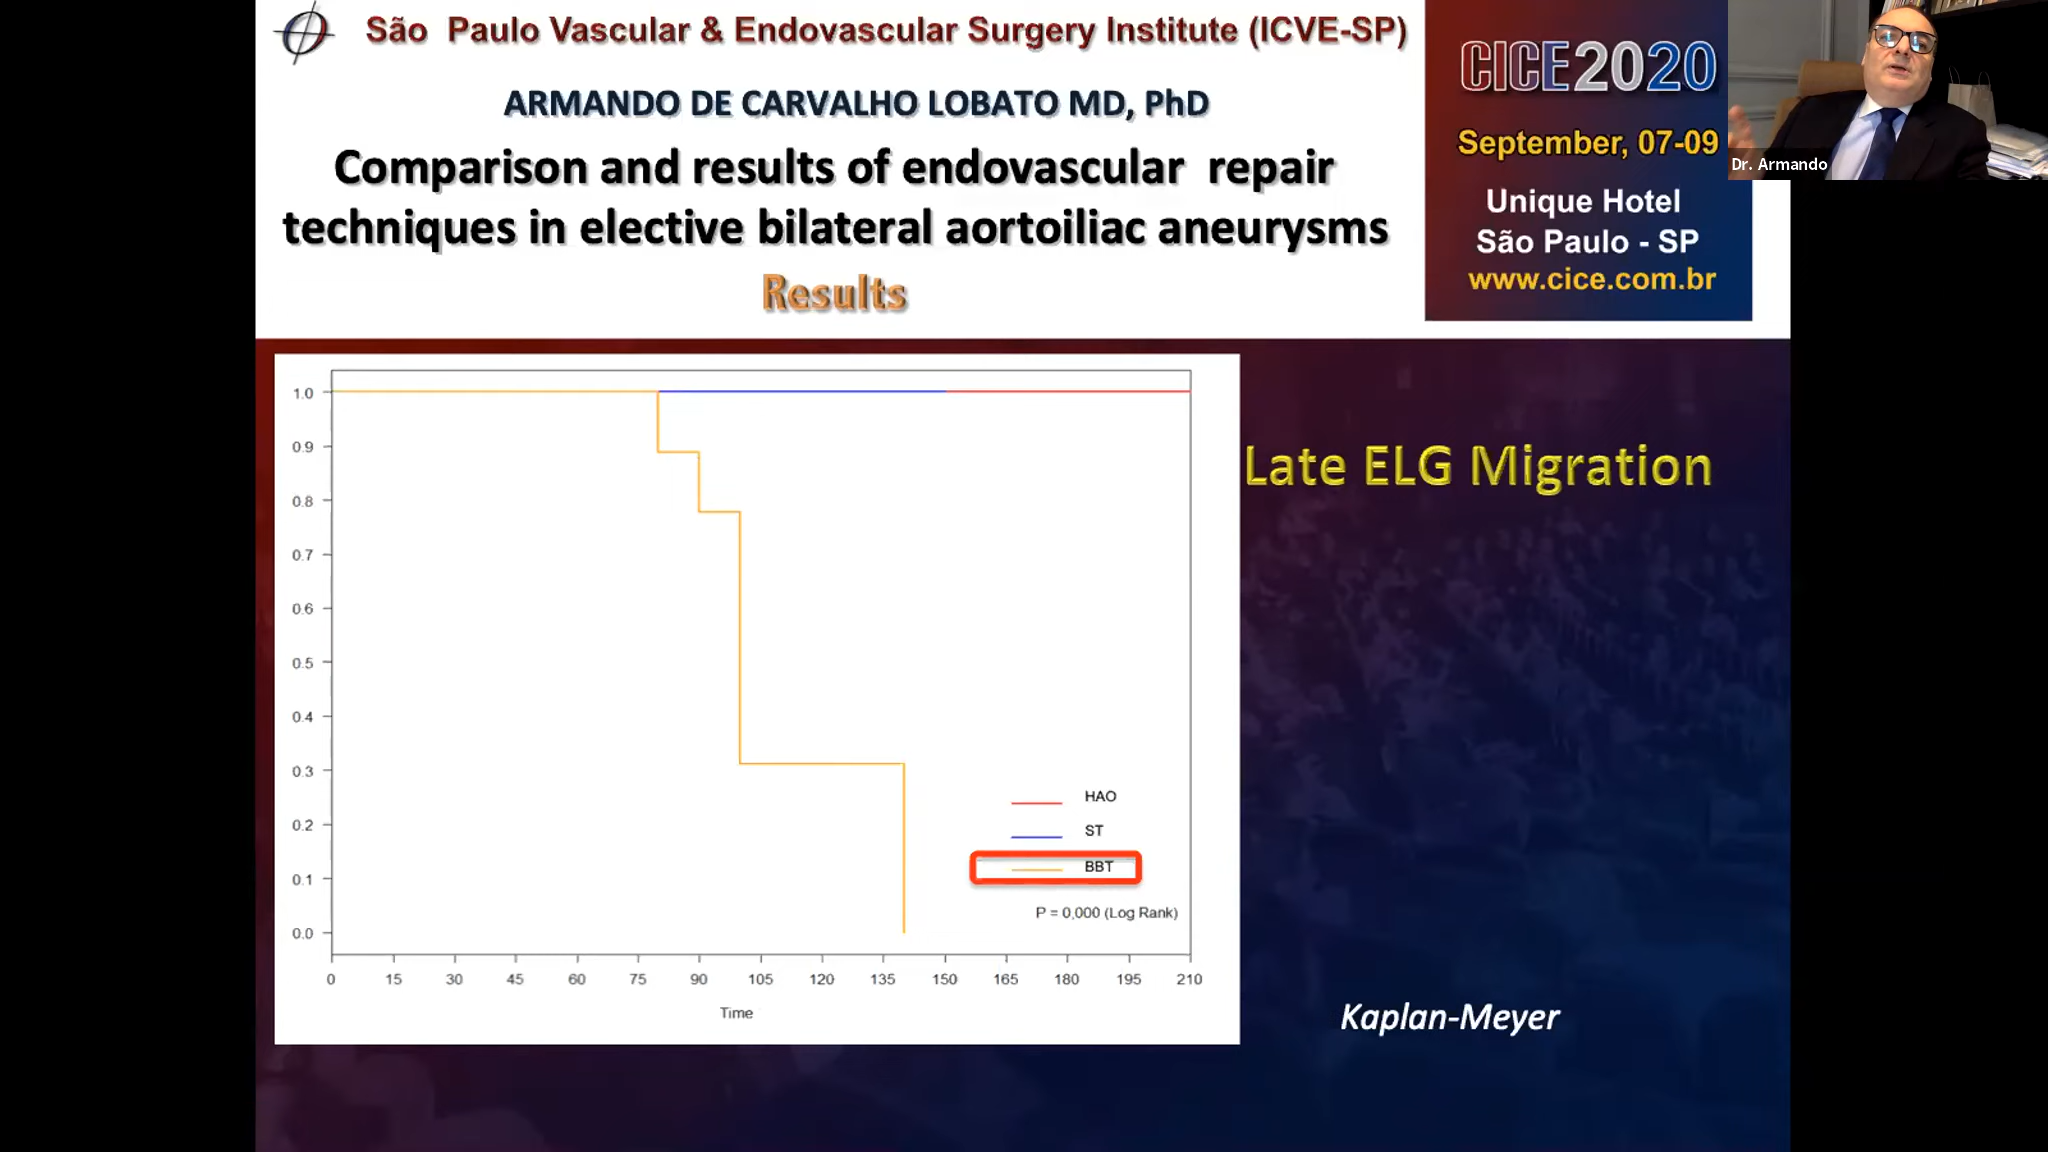 São Paulo Vascular & Endovascular Surgery Institute (ICVE-SP)
ARMANDO DE CARVALHO LOBATO MD, PhD
Comparison and results of endovascular repair
techniques in elective bilateral aortoiliac aneurysms
Results
CICE2020
September, 07-09
Unique Hotel
São Paulo - SP
www.cice.com.br
Dr. Armando
Late ELG Migration
1.0
0.9
0.8
0.7
0.6
0.5
0.4
0.3
0.2
0.1
0.0
HAO
ST
BBT
P = 0,000 (Log Rank)
0 15 30 45 60 75 90 105 120 135 150 165 180 195 210
Time
Kaplan-Meyer